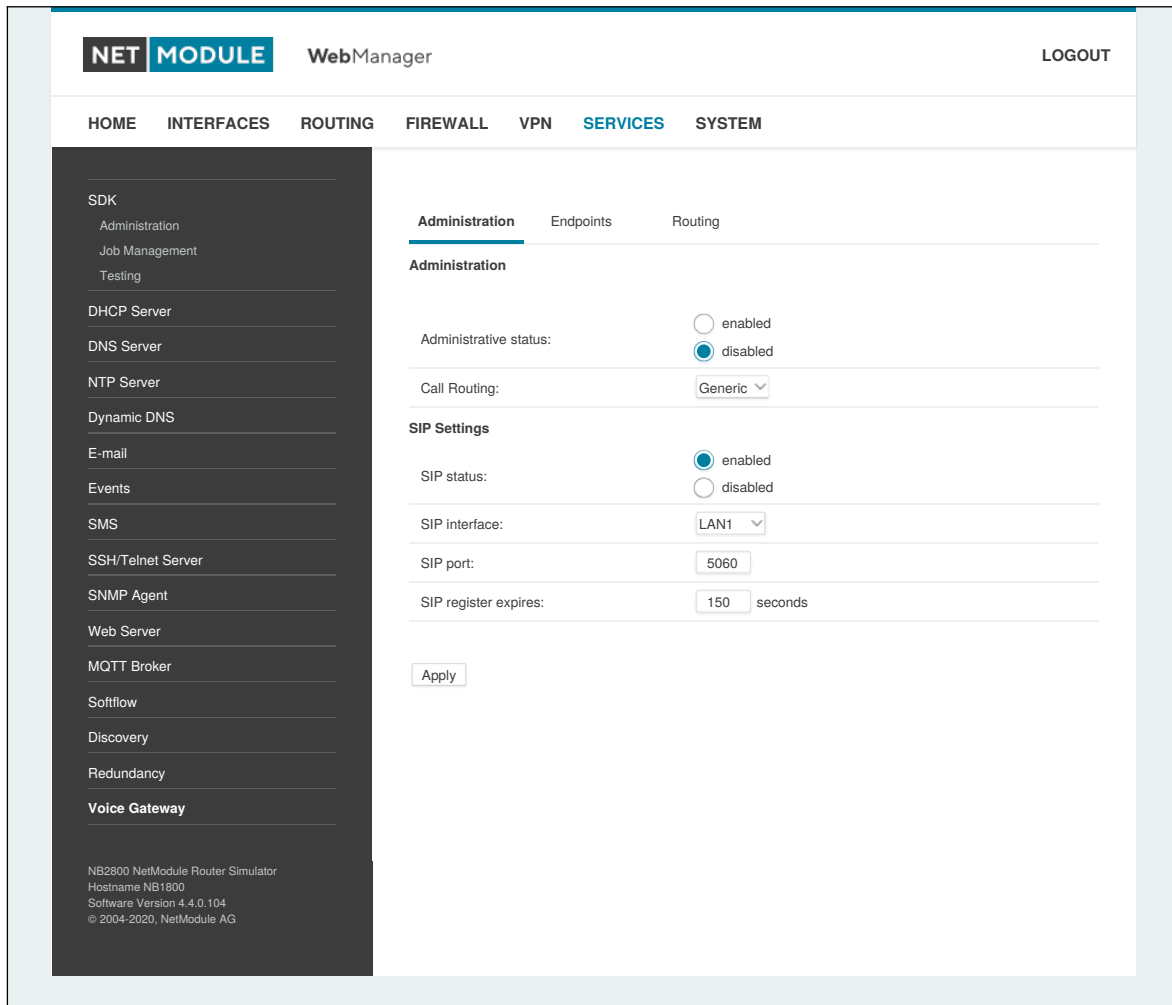 NET MODULE WebManager LOGOUT
HOME INTERFACES ROUTING FIREWALL VPN SERVICES SYSTEM
SDK
Administration
Job Management
Testing
DHCP Server
DNS Server
NTP Server
Dynamic DNS
E-mail
Events
SMS
SSH/Telnet Server
SNMP Agent
Web Server
MQTT Broker
Softflow
Discovery
Redundancy
Voice Gateway
NB2800 NetModule Router Simulator
Hostname NB1800
Software Version 4.4.0.104
© 2004-2020, NetModule AG
Administration Endpoints Routing
Administration
Administrative status:
enabled
disabled
Call Routing: Generic
SIP Settings
SIP status:
enabled
disabled
SIP interface: LAN1
SIP port: 5060
SIP register expires: 150 seconds
Apply